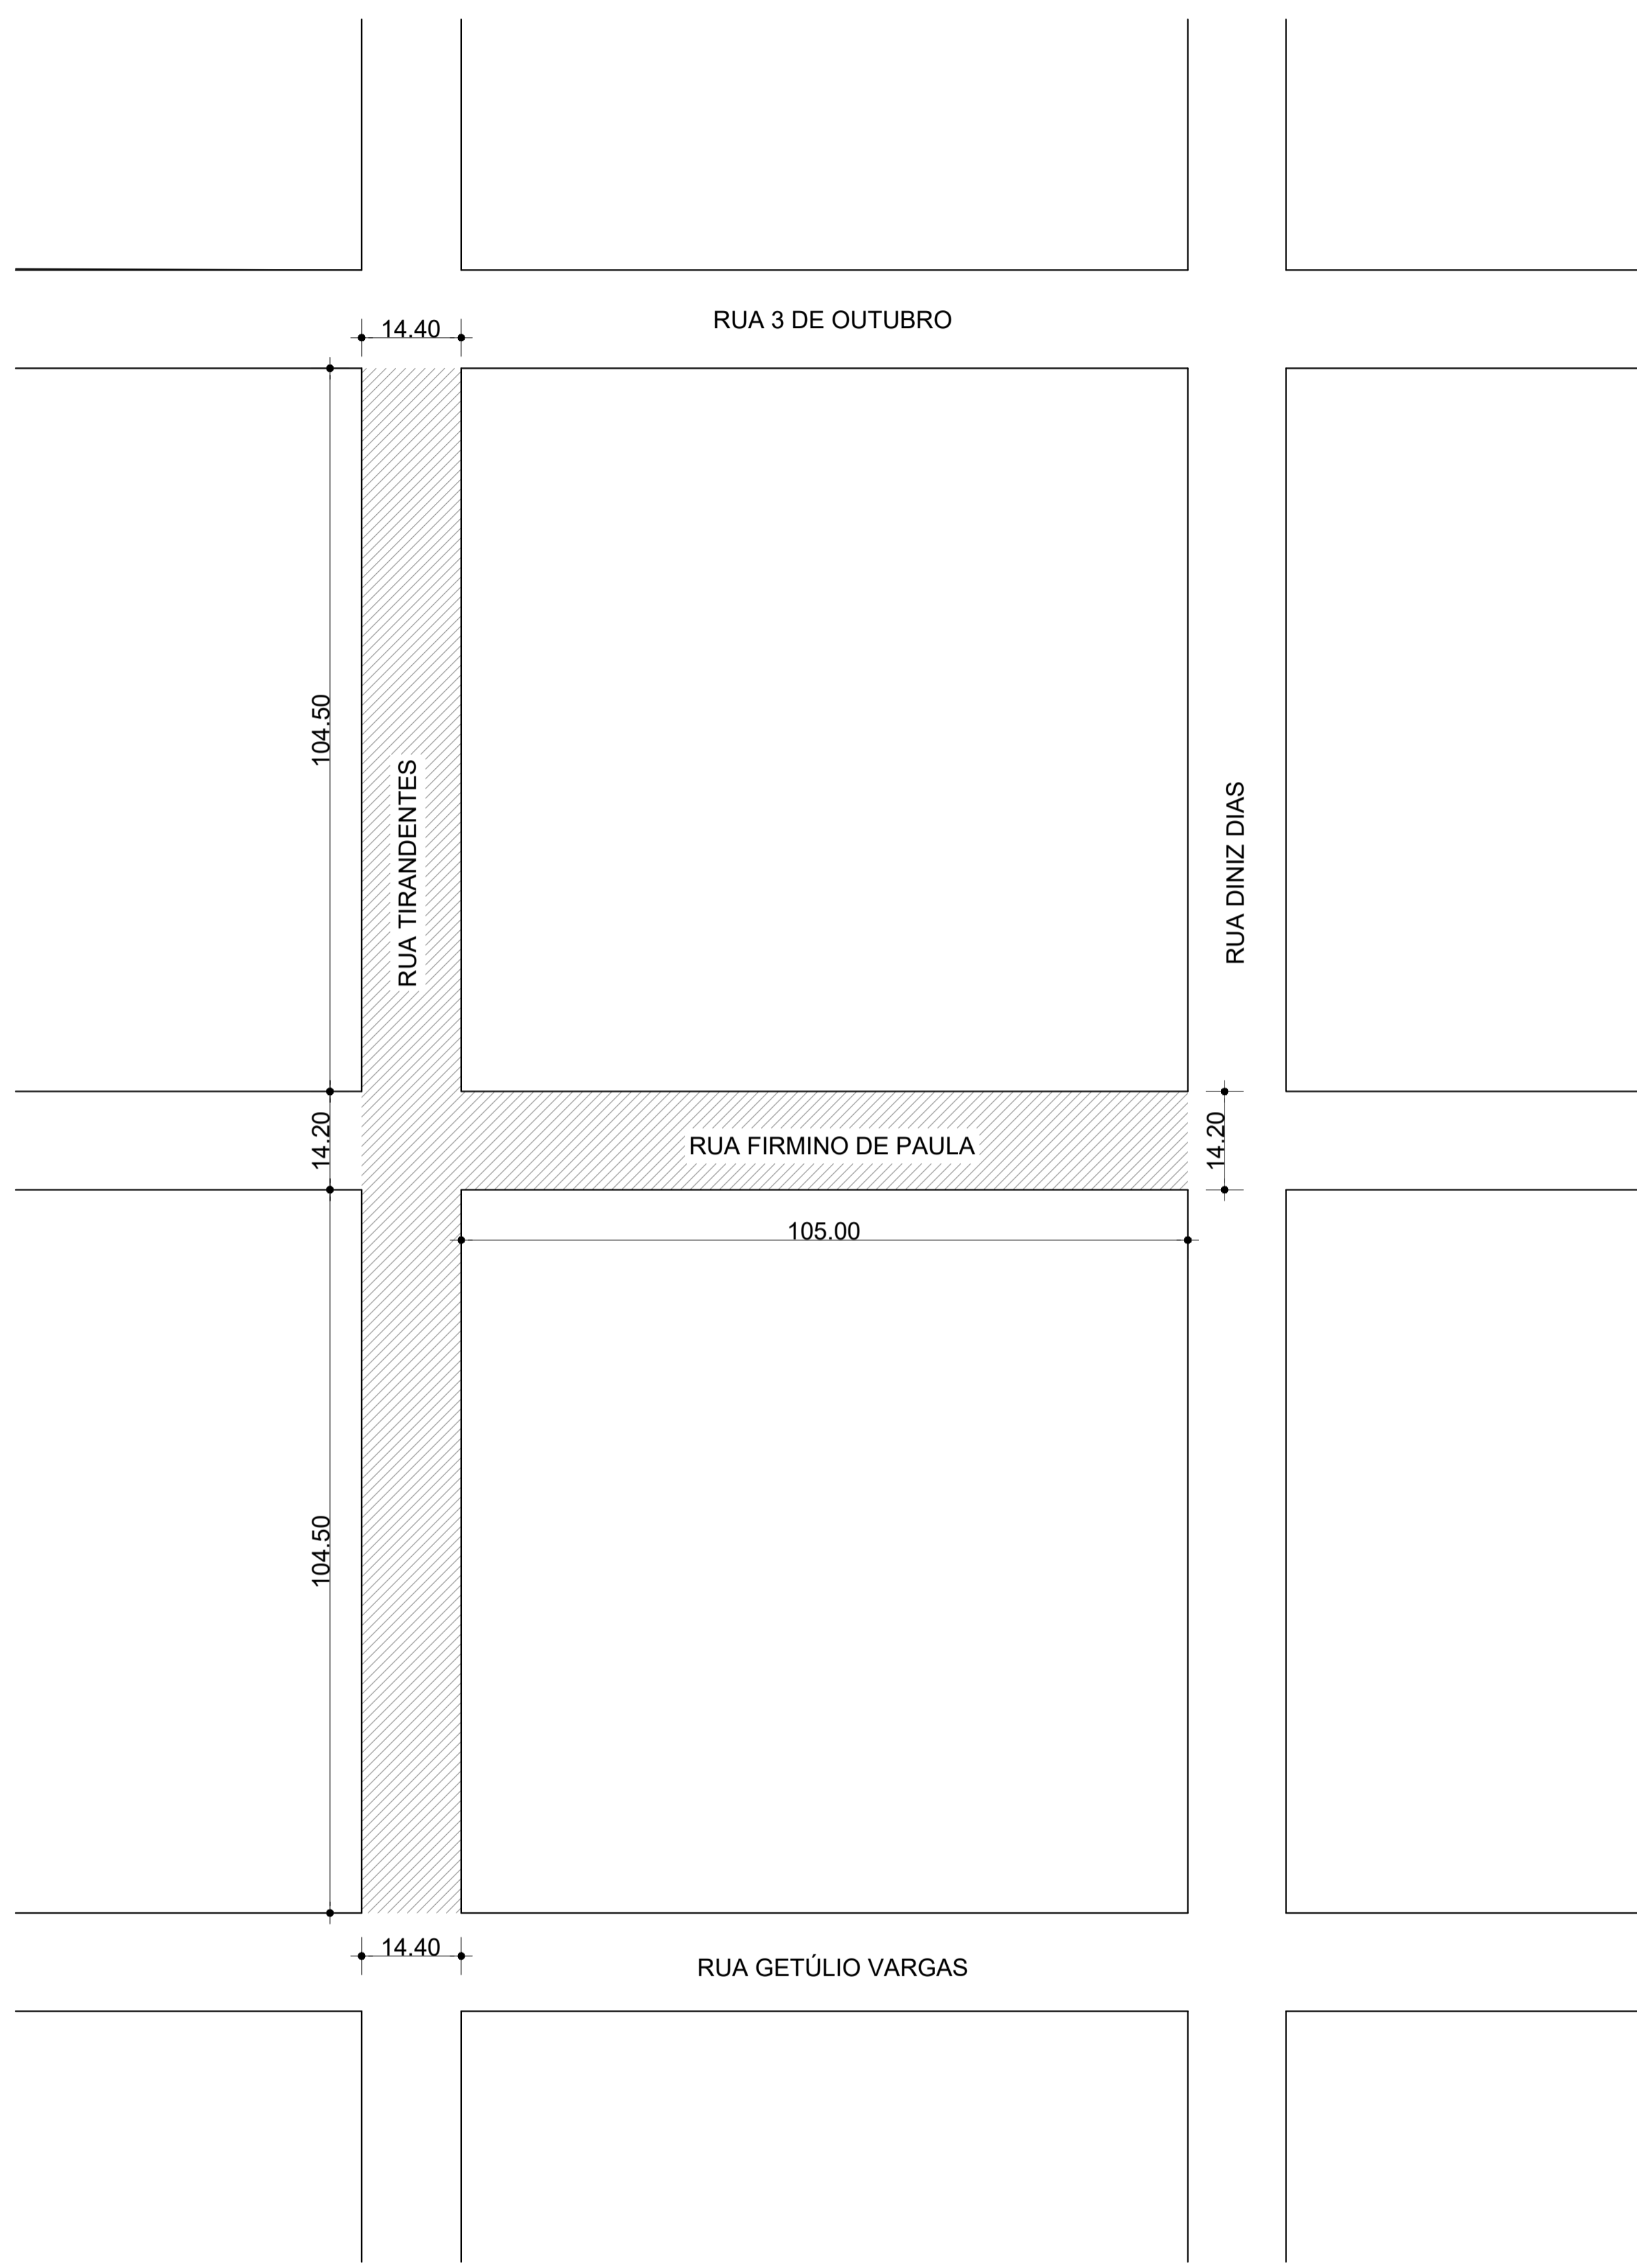 RUA 3 DE OUTUBRO
14.40
104.50
RUA TIRANDENTES
RUA DINIZ DIAS
14.20
RUA FIRMINO DE PAULA
14.20
105.00
104.50
14.40
RUA GETÚLIO VARGAS